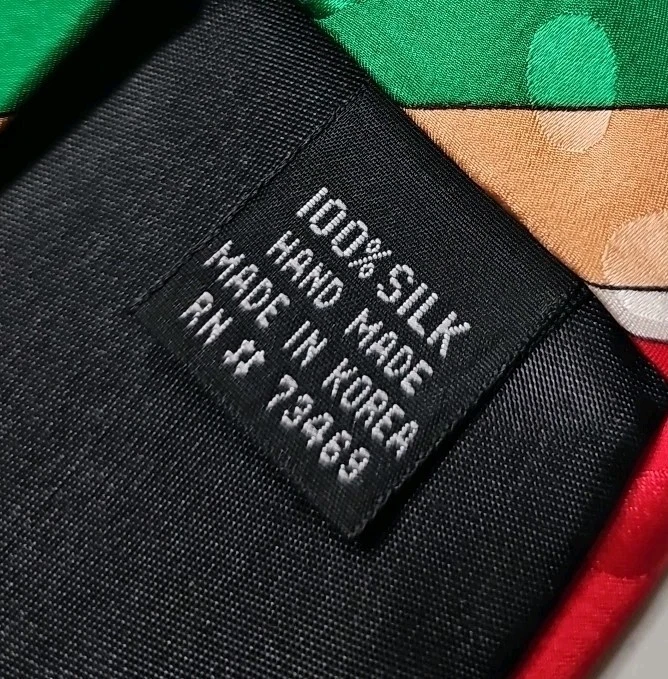 100% SILK
HAND MADE
MADE IN KOREA
RN # 73469